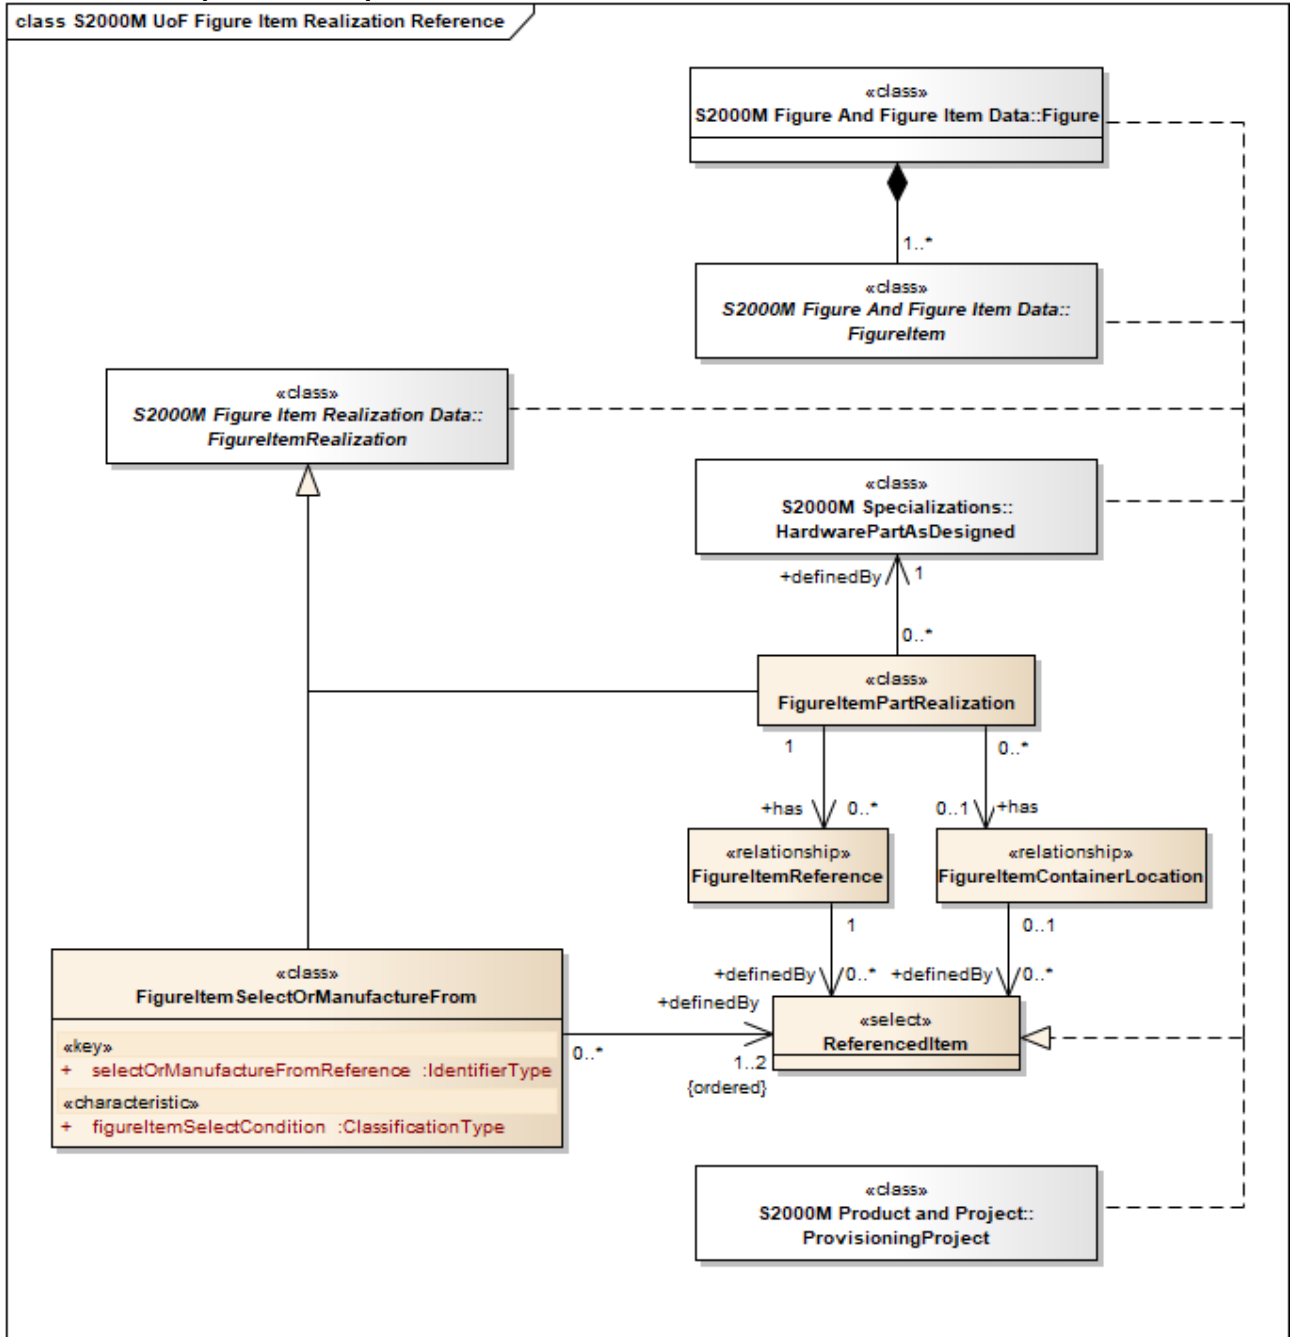 class S2000M UoF Figure Item Realization Reference
«class»
S2000M Figure And Figure Item Data::Figure
1..*
«class»
S2000M Figure And Figure Item Data::
FigureItem
«class»
S2000M Figure Item Realization Data::
FigureItemRealization
«class»
S2000M Specializations::
HardwarePartAsDesigned
+definedBy
1
0..*
«class»
FigureItemPartRealization
1
0..*
+has
0..*
0..1
+has
«relationship»
FigureItemReference
«relationship»
FigureItemContainerLocation
1
0..1
+definedBy
0..*
+definedBy
0..*
«class»
FigureItemSelectOrManufactureFrom
«key»
+ selectOrManufactureFromReference :IdentifierType
«characteristic»
+ figureItemSelectCondition :ClassificationType
+definedBy
0..*
1..2
{ordered}
«select»
ReferencedItem
«class»
S2000M Product and Project::
ProvisioningProject